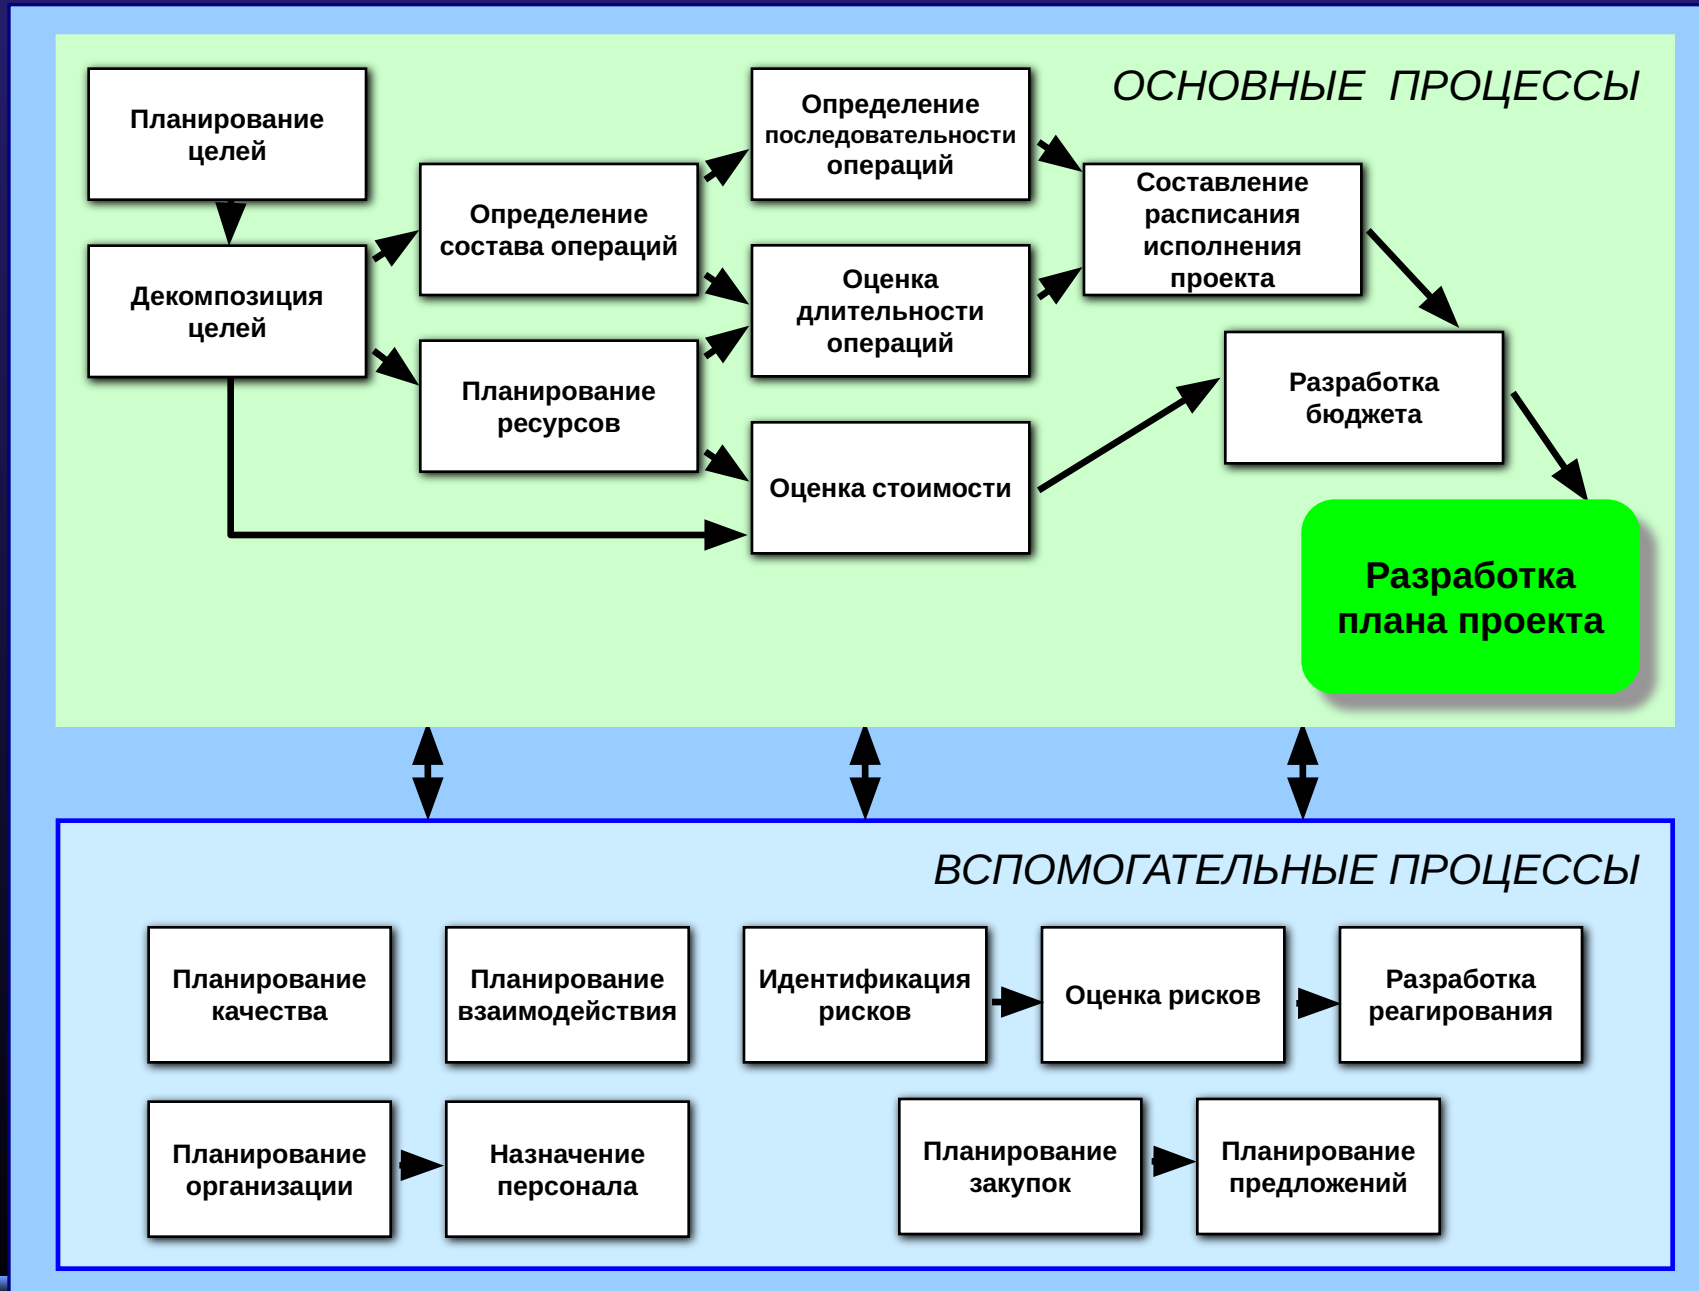 ОСНОВНЫЕ ПРОЦЕССЫ
Планирование
целей
Декомпозиция
целей
Определение
состава операций
Планирование
ресурсов
Определение
последовательности
операций
Оценка
длительности
операций
Оценка стоимости
Составление
расписания
исполнения
проекта
Разработка
бюджета
Разработка
плана проекта
ВСПОМОГАТЕЛЬНЫЕ ПРОЦЕССЫ
Планирование
качества
Планирование
взаимодействия
Идентификация
рисков
Оценка рисков
Разработка
реагирования
Планирование
организации
Назначение
персонала
Планирование
закупок
Планирование
предложений